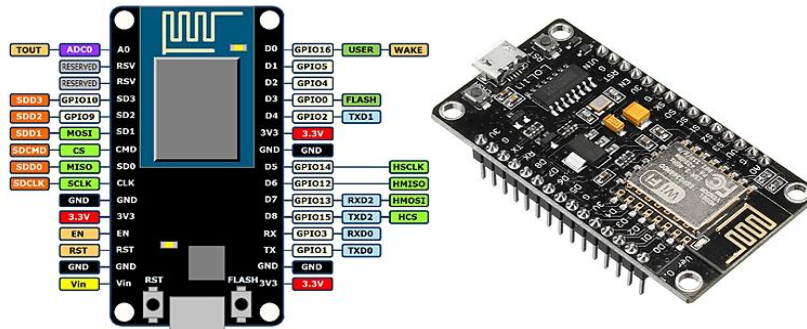 TOUT ADC0 A0 D0 GPIO16 USER WAKE
RESERVED RSV D1 GPIO5
RESERVED RSV D2 GPIO4
SDD3 GPIO10 SD3 D3 GPIO0 FLASH
SDD2 GPIO9 SD2 D4 GPIO2 TXD1
SDD1 MOSI SD1 3V3 3.3V
SDCMD CS CMD GND GND
SDD0 MISO SD0 D5 GPIO14 HSCLK
SDCLK SCLK CLK D6 GPIO12 HMISO
GND GND D7 GPIO13 RXD2 HMOSI
3.3V 3V3 D8 GPIO15 TXD2 HCS
EN EN RX GPIO3 RXD0
RST RST TX GPIO1 TXD0
GND GND GND GND
Vin Vin RST FLASH 3V3 3.3V
WiFi
FC